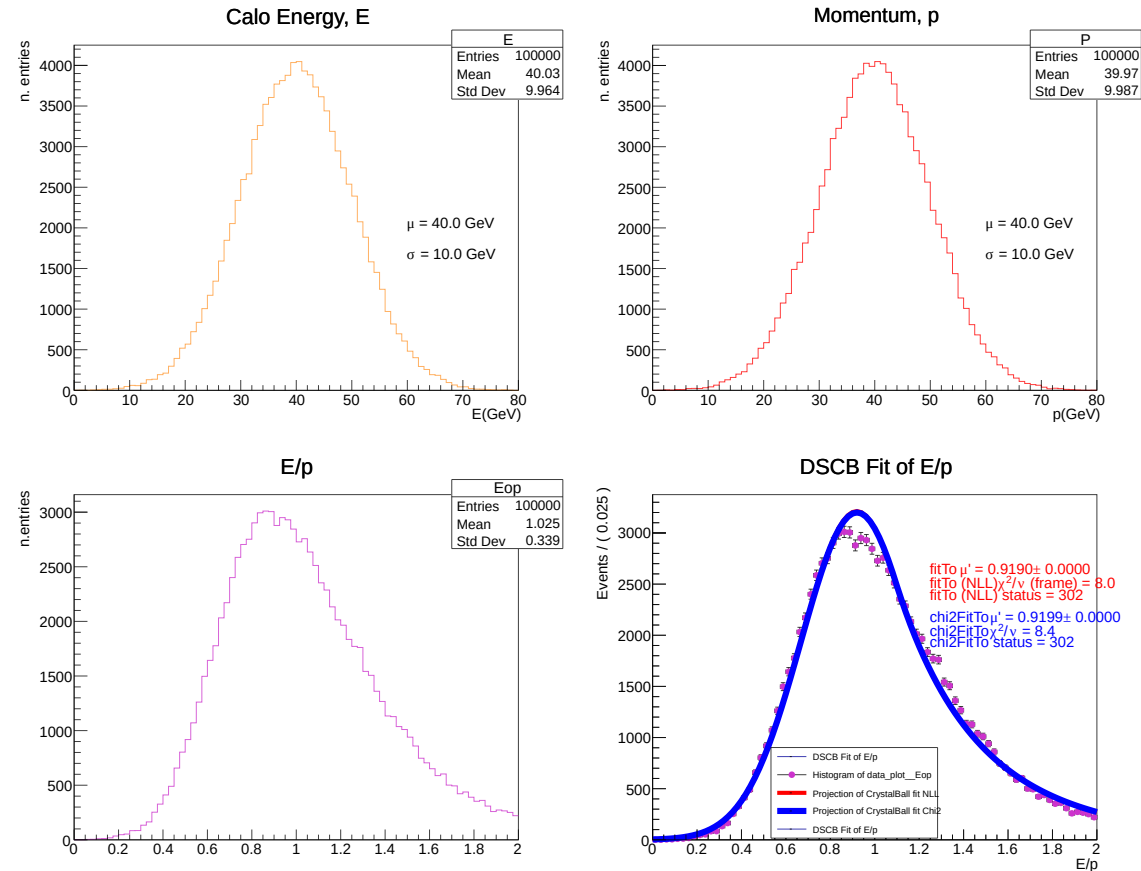 Calo Energy, E
n. entries
E
Entries 100000
Mean 40.03
Std Dev 9.964
4000
3500
3000
2500
2000
1500
1000
500
0
μ = 40.0 GeV
σ = 10.0 GeV
0 10 20 30 40 50 60 70 80
E(GeV)
Momentum, p
n. entries
P
Entries 100000
Mean 39.97
Std Dev 9.987
4000
3500
3000
2500
2000
1500
1000
500
0
μ = 40.0 GeV
σ = 10.0 GeV
0 10 20 30 40 50 60 70 80
p(GeV)
E/p
n.entries
Eop
Entries 100000
Mean 1.025
Std Dev 0.339
3000
2500
2000
1500
1000
500
0
0 0.2 0.4 0.6 0.8 1 1.2 1.4 1.6 1.8 2
DSCB Fit of E/p
Events / ( 0.025 )
3000
2500
2000
1500
1000
500
0
fitTo μ' = 0.9190± 0.0000
fitTo (NLL)χ²/ν (frame) = 8.0
fitTo (NLL) status = 302
chi2FitTo μ' = 0.9199± 0.0000
chi2FitTo χ²/ν = 8.4
chi2FitTo status = 302
DSCB Fit of E/p
Histogram of data_plot__Eop
Projection of CrystalBall fit NLL
Projection of CrystalBall fit Chi2
DSCB Fit of E/p
0 0.2 0.4 0.6 0.8 1 1.2 1.4 1.6 1.8 2
E/p